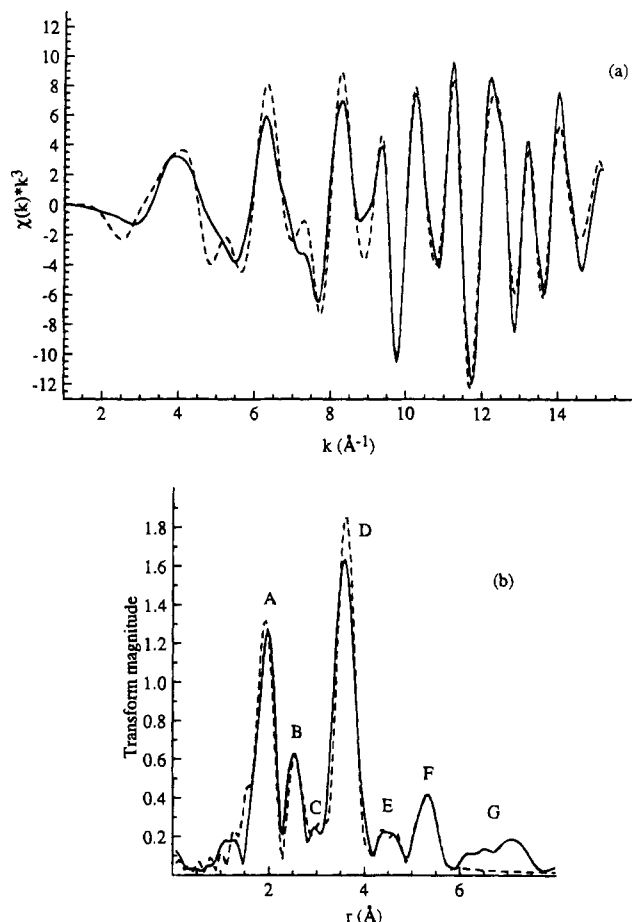 12
10
8
6
4
2
0
-2
-4
-6
-8
-10
-12
χ(k)*k³
(a)
2 4 6 8 10 12 14
k (Å⁻¹)
1.8
1.6
1.4
1.2
1.0
0.8
0.6
0.4
0.2
Transform magnitude
A
B
C
D
E
F
G
(b)
2 4 6
r (Å)